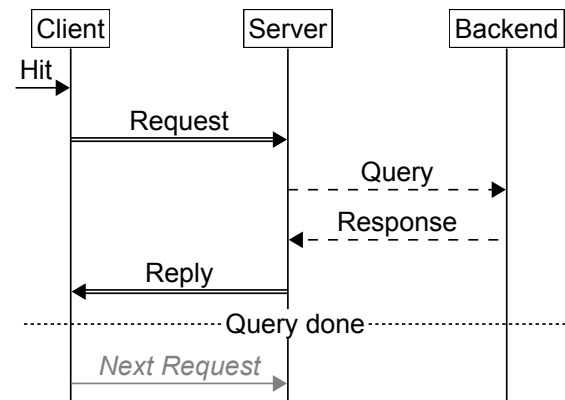 Client
Server
Backend
Hit
Request
Query
Response
Reply
Query done
Next Request